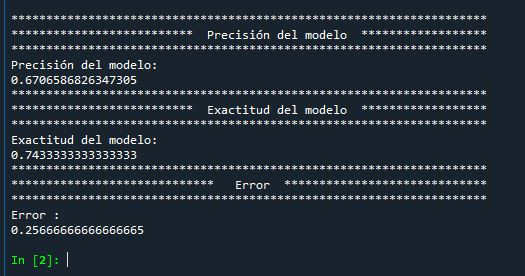 ********************************************************************
**************************  Precisión del modelo  ******************
********************************************************************
Precisión del modelo:
0.6706586826347305
********************************************************************
**************************  Exactitud del modelo  ******************
********************************************************************
Exactitud del modelo:
0.7433333333333333
********************************************************************
*****************************   Error  *****************************
********************************************************************
Error :
0.25666666666666665
In [2]: